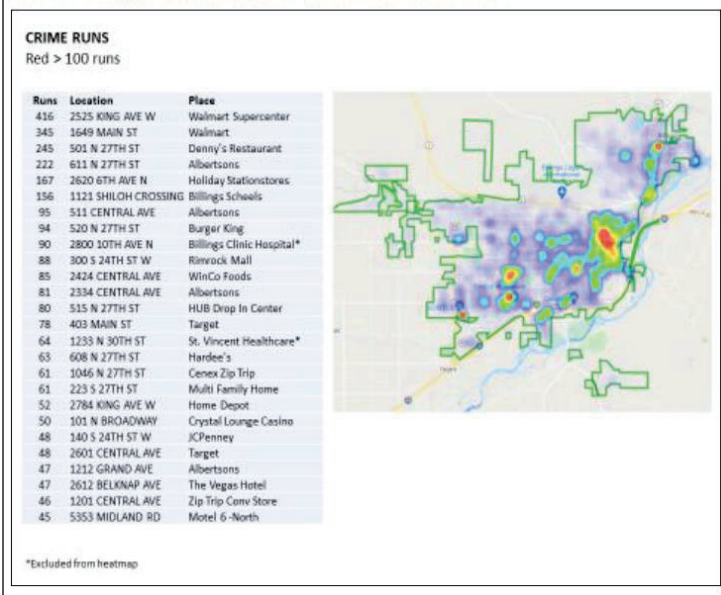 CRIME RUNS
Red > 100 runs
Runs Location Place
416 2525 KING AVE W Walmart Supercenter
345 1649 MAIN ST Walmart
245 501 N 27TH ST Denny's Restaurant
222 611 N 27TH ST Albertsons
167 2620 6TH AVE N Holiday Stationstores
156 1121 SHILOH CROSSING Billings Scheels
95 511 CENTRAL AVE Albertsons
94 520 N 27TH ST Burger King
90 2800 10TH AVE N Billings Clinic Hospital*
88 300 S 24TH ST W Rimrock Mall
85 2424 CENTRAL AVE WinCo Foods
81 2334 CENTRAL AVE Albertsons
80 515 N 27TH ST HUB Drop In Center
78 403 MAIN ST Target
64 1233 N 30TH ST St. Vincent Healthcare*
63 608 N 27TH ST Hardee's
61 1046 N 27TH ST Cenex Zip Trip
61 223 S 27TH ST Multi Family Home
52 2784 KING AVE W Home Depot
50 101 N BROADWAY Crystal Lounge Casino
48 140 S 24TH ST W JCPenney
48 2601 CENTRAL AVE Target
47 1212 GRAND AVE Albertsons
47 2612 BELKNAP AVE The Vegas Hotel
46 1201 CENTRAL AVE Zip Trip Conv Store
45 5353 MIDLAND RD Motel 6 -North
*Excluded from heatmap